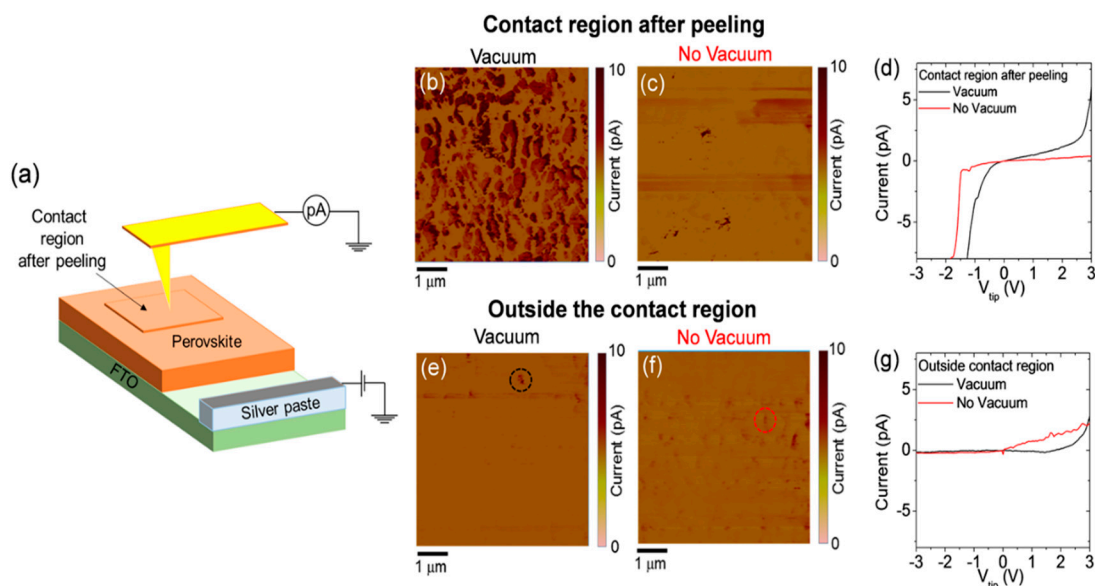 Contact region after peeling
Vacuum
No Vacuum
(a)
Contact
region
after peeling
pA
Perovskite
FTO
Silver paste
(b)
10
Current (pA)
0
1 μm
(c)
10
Current (pA)
0
1 μm
(d)
Contact region after peeling
Vacuum
No Vacuum
5
0
-5
Current (pA)
-3 -2 -1 0 1 2 3
Vtip (V)
Outside the contact region
Vacuum
No Vacuum
(e)
10
Current (pA)
0
1 μm
(f)
10
Current (pA)
0
1 μm
(g)
Outside contact region
Vacuum
No Vacuum
5
0
-5
Current (pA)
-3 -2 -1 0 1 2 3
Vtip (V)